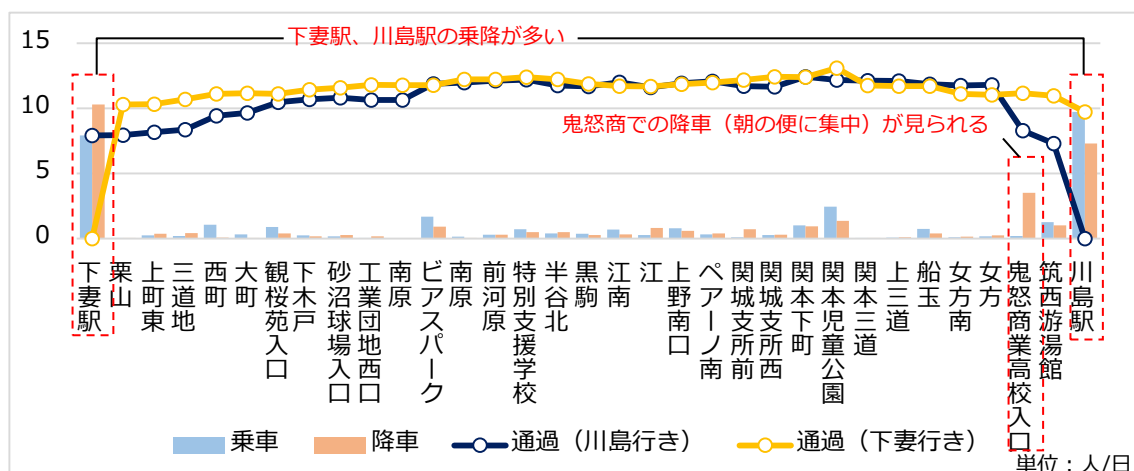 下妻駅、川島駅の乗降が多い
15
10
5
0
鬼怒商での降車（朝の便に集中）が見られる
下妻駅
栗山
上町東
三道地
西町
大町
観桜苑入口
下木戸
砂沼球場入口
工業団地西口
南原
ビアスパーク
南原
前河原
特別支援学校
半谷北
黒駒
江南
江
上野南口
ペアーノ南
関城支所前
関城支所西
関本下町
関本児童公園
関本三道
上三道
船玉
女方南
女方
鬼怒商業高校入口
筑西遊湯館
川島駅
乗車
降車
通過（川島行き）
通過（下妻行き）
単位：人/日